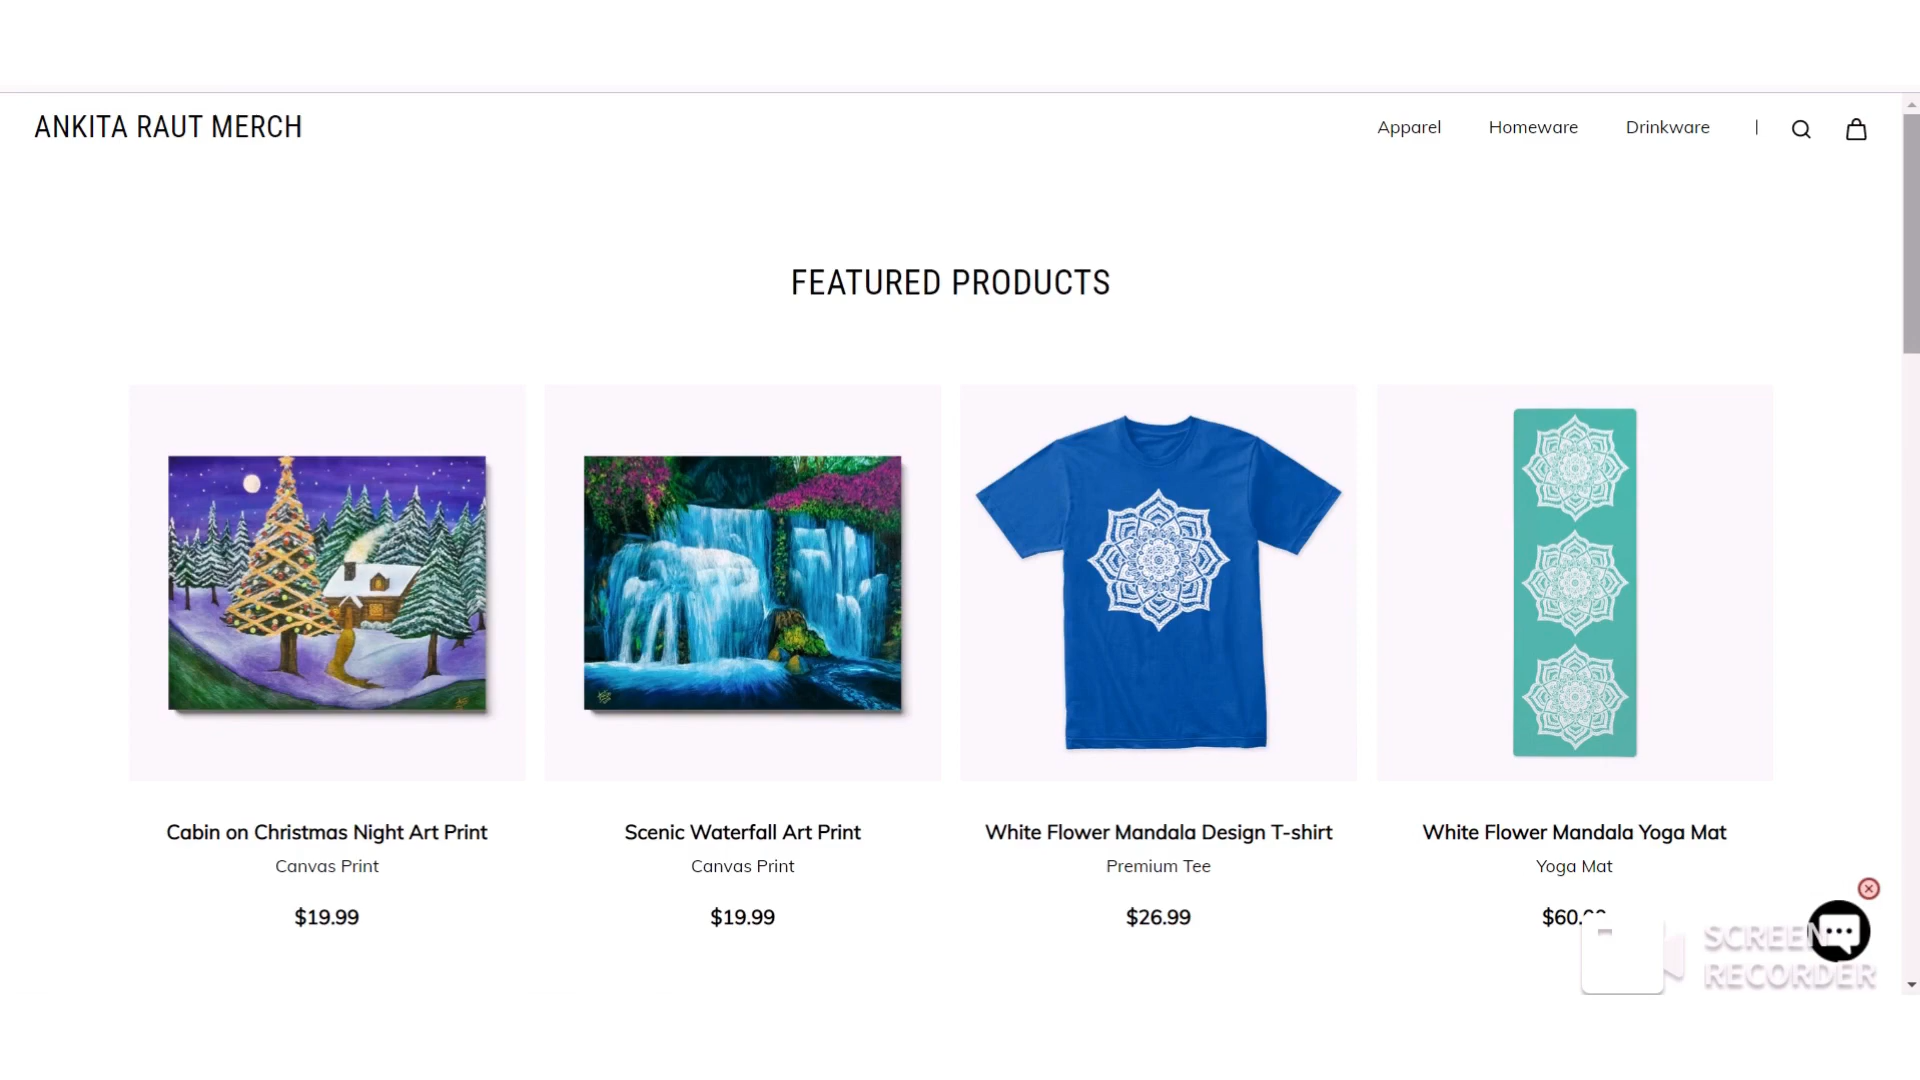 ANKITA RAUT MERCH
Apparel
Homeware
Drinkware
FEATURED PRODUCTS
Cabin on Christmas Night Art Print
Canvas Print
$19.99
Scenic Waterfall Art Print
Canvas Print
$19.99
White Flower Mandala Design T-shirt
Premium Tee
$26.99
White Flower Mandala Yoga Mat
Yoga Mat
SCREEN
RECORDER